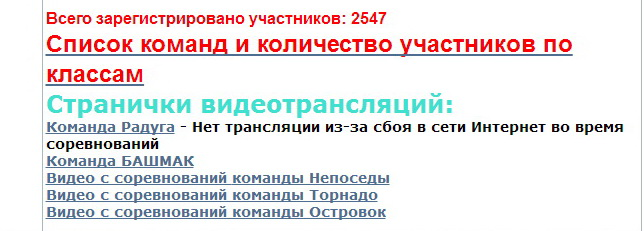 Всего зарегистрировано участников: 2547
Список команд и количество участников по
классам
Странички видеотрансляций:
Команда Радуга - Нет трансляции из-за сбоя в сети Интернет во время
соревнований
Команда БАШМАК
Видео с соревнований команды Непоседы
Видео с соревнований команды Торнадо
Видео с соревнований команды Островок